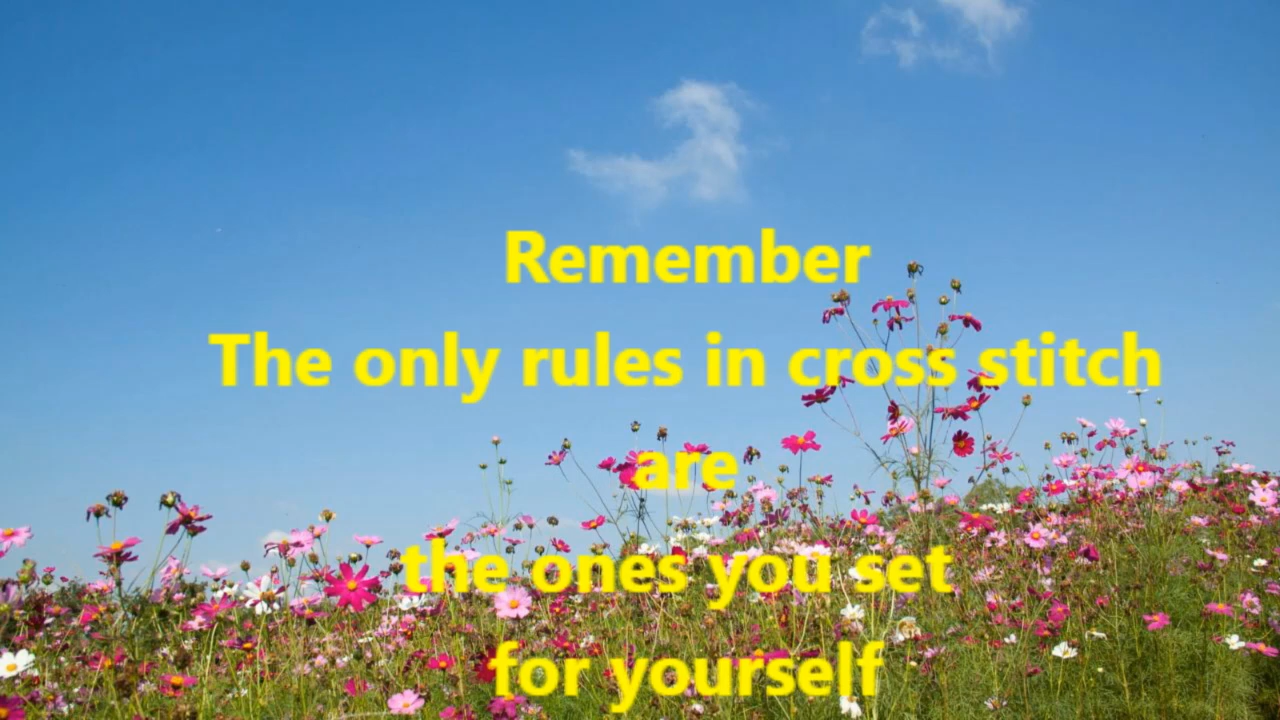 Remember
The only rules in cross stitch
are
the ones you set
for yourself